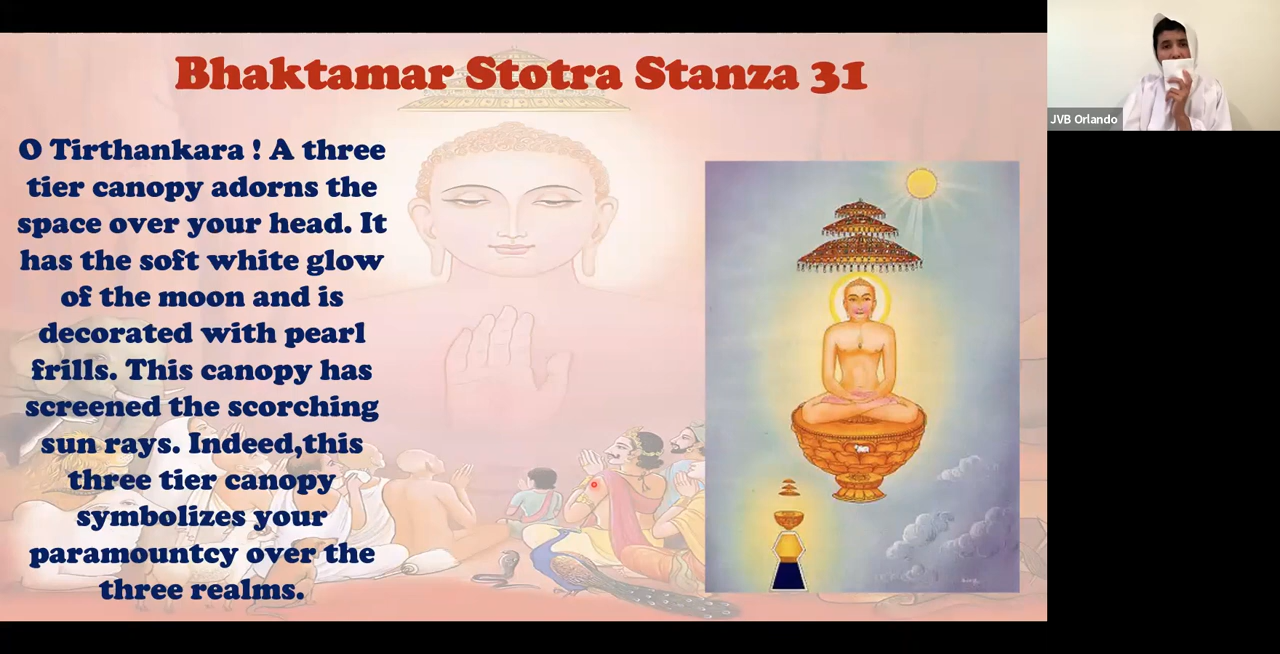 Bhaktamar Stotra Stanza 31
O Tirthankara ! A three
tier canopy adorns the
space over your head. It
has the soft white glow
of the moon and is
decorated with pearl
frills. This canopy has
screened the scorching
sun rays. Indeed,this
three tier canopy
symbolizes your
paramountcy over the
three realms.
JVB Orlando